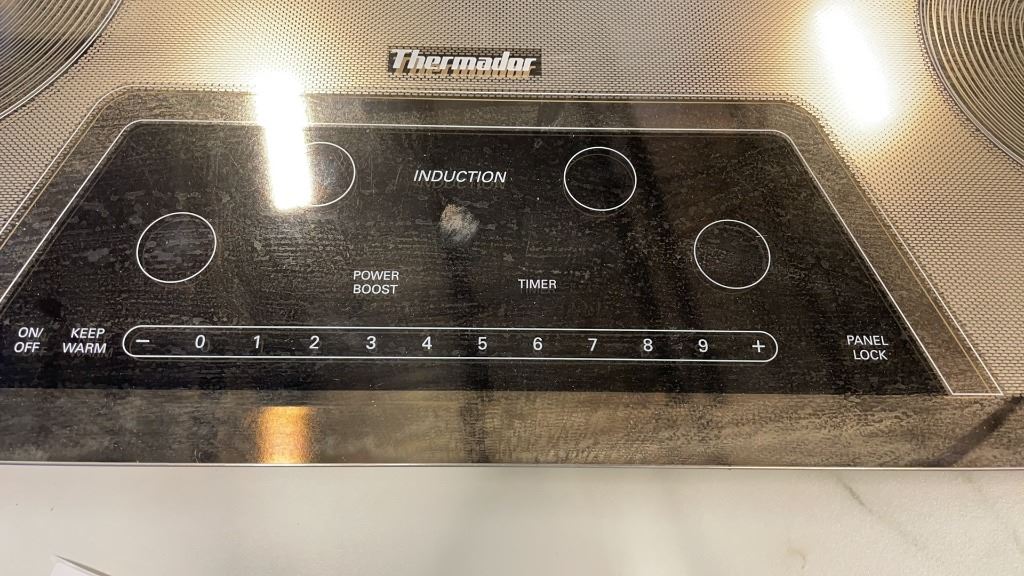 Thermador
INDUCTION
POWER
BOOST
TIMER
ON/
OFF
KEEP
WARM
− 0 1 2 3 4 5 6 7 8 9 +
PANEL
LOCK